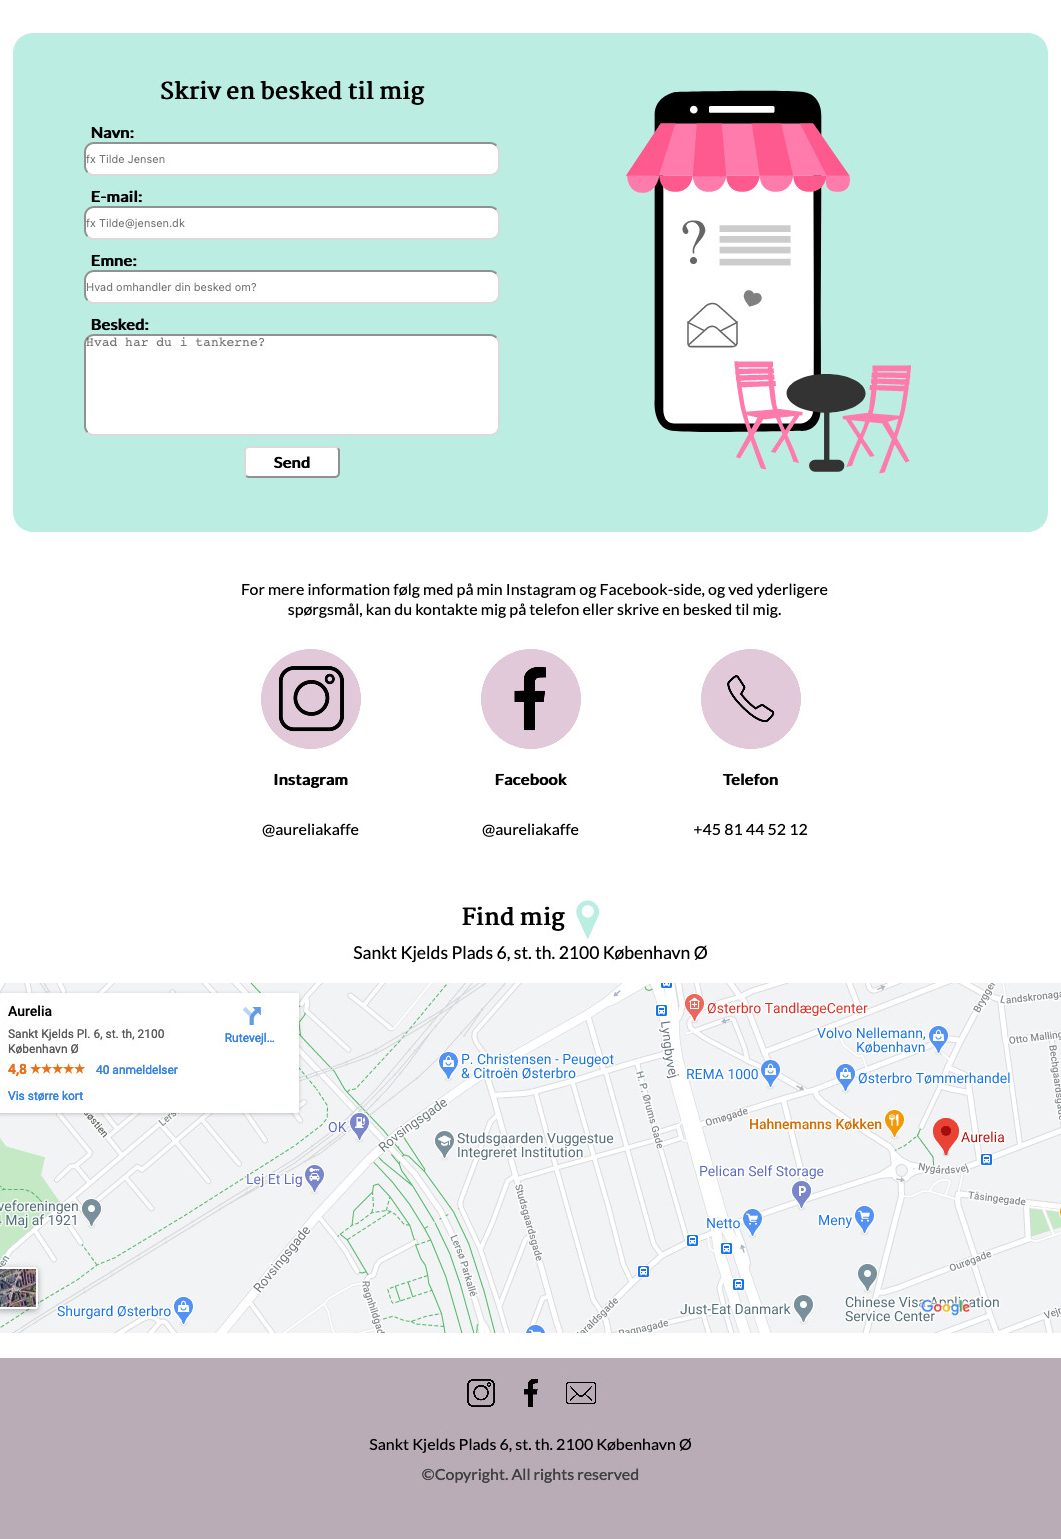 Skriv en besked til mig
Navn:
fx Tilde Jensen
E-mail:
fx Tilde@jensen.dk
Emne:
Hvad omhandler din besked om?
Besked:
Hvad har du i tankerne?
Send
?
For mere information følg med på min Instagram og Facebook-side, og ved yderligere
spørgsmål, kan du kontakte mig på telefon eller skrive en besked til mig.
Instagram
Facebook
Telefon
@aureliakaffe
@aureliakaffe
+45 81 44 52 12
Find mig
Sankt Kjelds Plads 6, st. th. 2100 København Ø
Aurelia
Sankt Kjelds Pl. 6, st. th, 2100
København Ø
Rutevejl...
4,8 ★★★★★ 40 anmeldelser
Vis større kort
Østerbro TandlægeCenter
Landskronaga
Bryggen
Volvo Nellemann,
København
Otto Malling
Lyngbyvej
P. Christensen - Peugeot
& Citroën Østerbro
REMA 1000
Østerbro Tømmerhandel
Bechgaardsgade
H. P. Ørums Gade
Omøgade
Rovsingsgade
OK
Hahnemanns Køkken
Aurelia
Studsgaarden Vuggestue
Integreret Institution
Nygårdsvej
Pelican Self Storage
P
Lej Et Lig
Studsgaardsgade
Tåsingegade
veforeningen
Maj af 1921
Netto
Meny
Lersø Parkallé
Rovsingsgade
Ourøgade
Ragnhildgad
Shurgard Østerbro
Just-Eat Danmark
Chinese Visa Application
Service Center
Google
Haraldsgade
Ragnagade
Vej
Sankt Kjelds Plads 6, st. th. 2100 København Ø
©Copyright. All rights reserved